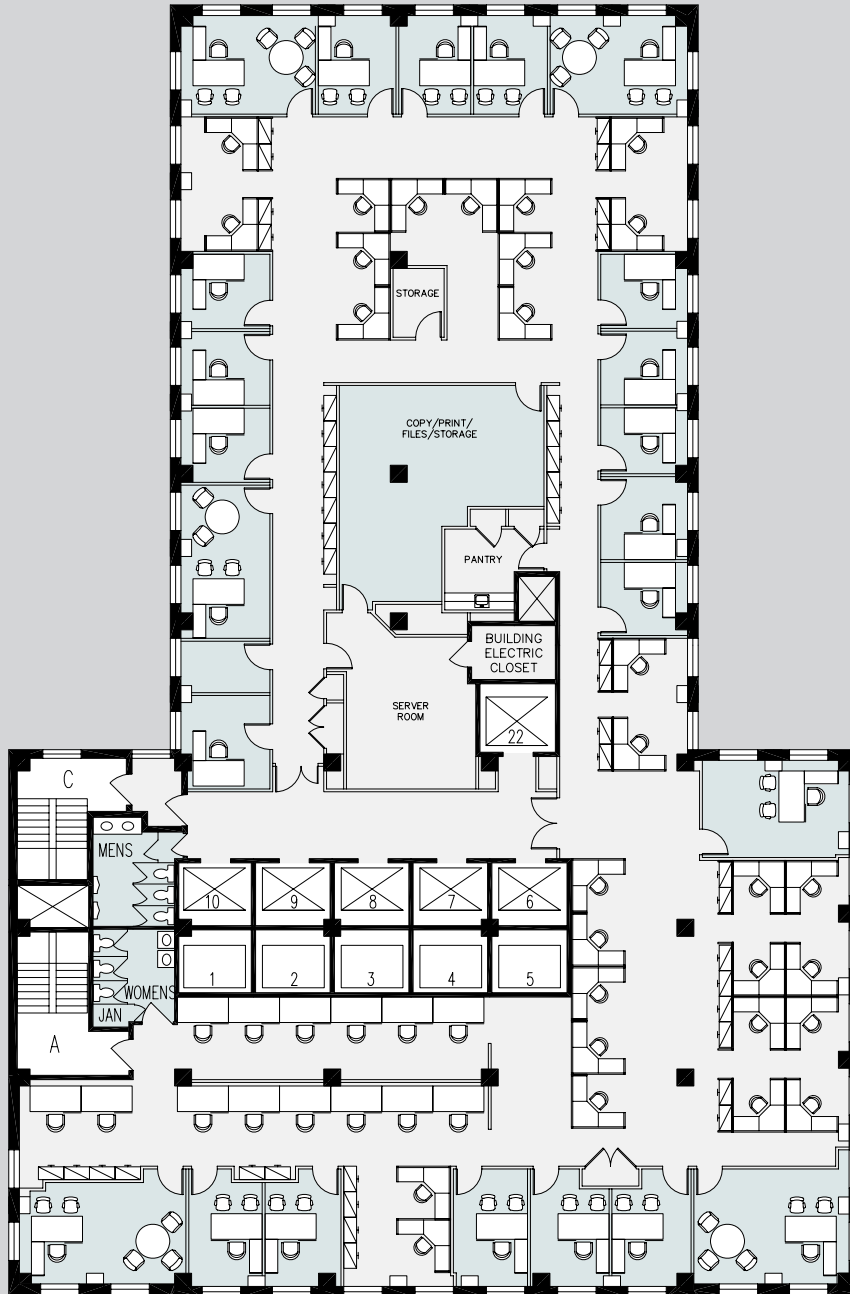 STORAGE
COPY/PRINT/
FILES/STORAGE
PANTRY
BUILDING
ELECTRIC
CLOSET
SERVER
ROOM
22
C
MENS
10
9
8
7
6
1
2
3
4
5
WOMENS
JAN
A